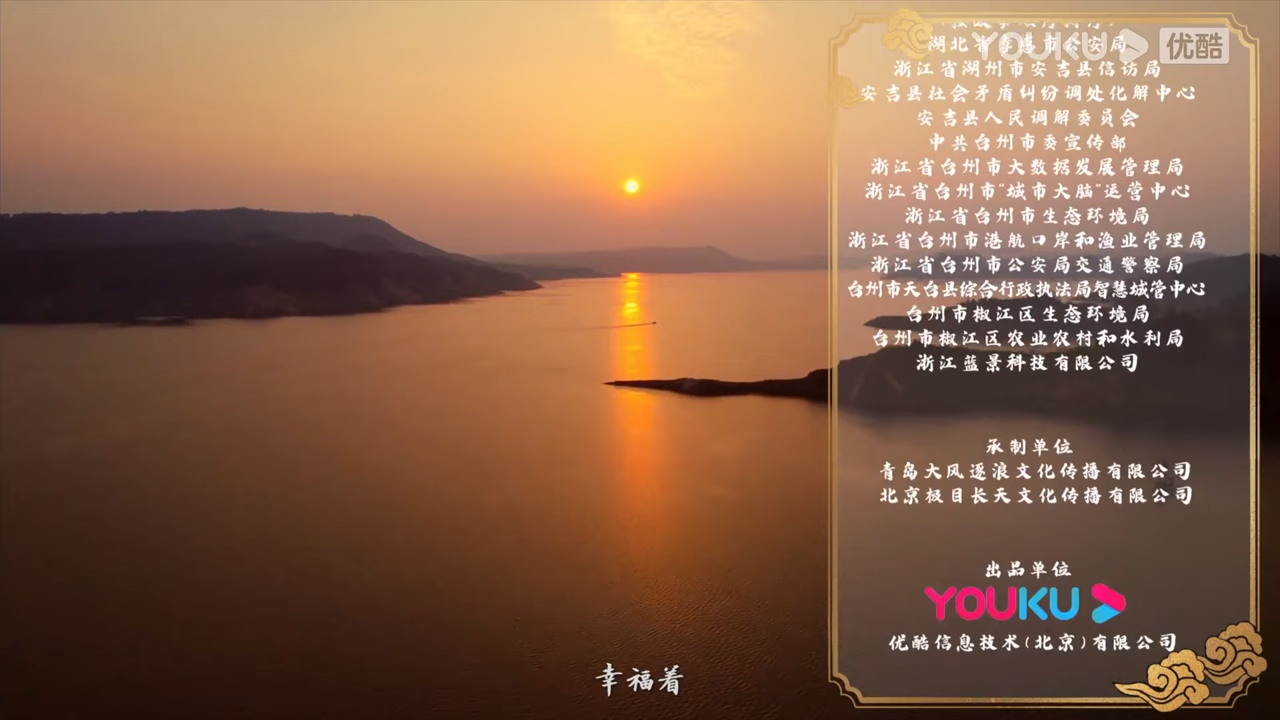 YOUKU 优酷
湖北省孝感市公安局
浙江省湖州市安吉县信访局
安吉县社会矛盾纠纷调处化解中心
安吉县人民调解委员会
中共台州市委宣传部
浙江省台州市大数据发展管理局
浙江省台州市“城市大脑”运营中心
浙江省台州市生态环境局
浙江省台州市港航口岸和渔业管理局
浙江省台州市公安局交通警察局
台州市天台县综合行政执法局智慧城管中心
台州市椒江区生态环境局
台州市椒江区农业农村和水利局
浙江蓝景科技有限公司
承制单位
青岛大风逐浪文化传播有限公司
北京极目长天文化传播有限公司
出品单位
YOUKU
优酷信息技术(北京)有限公司
幸福着